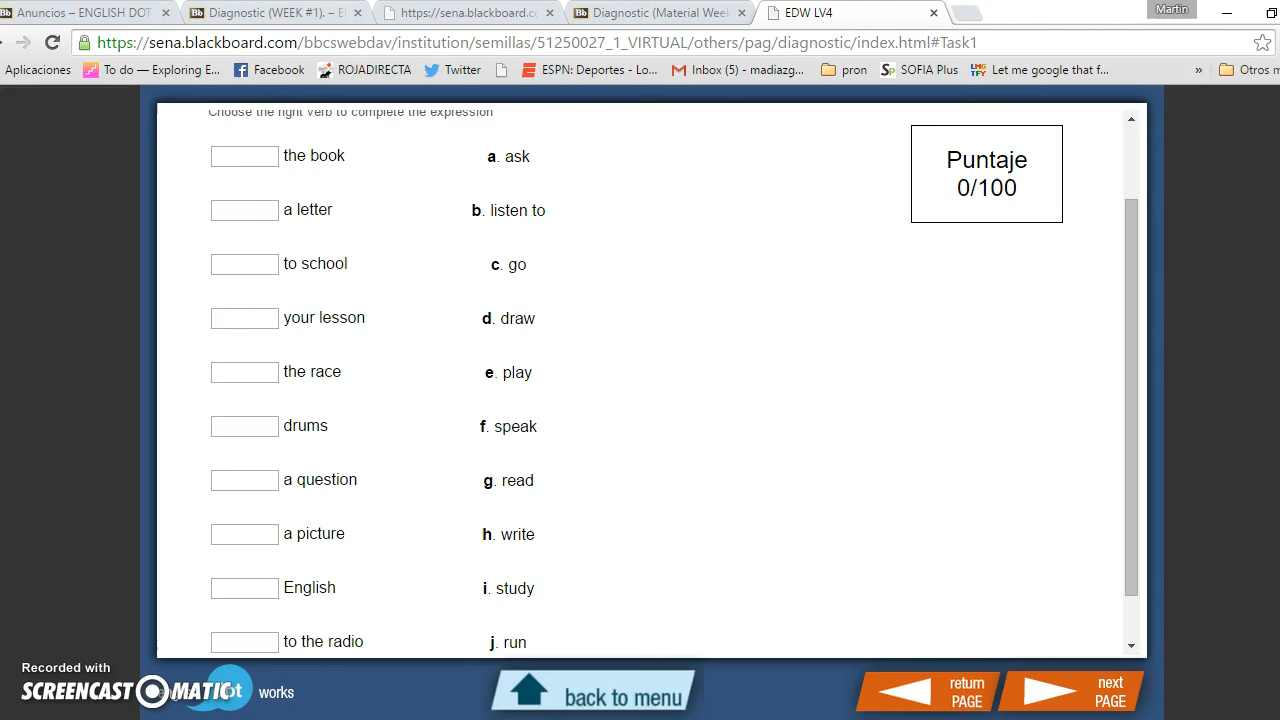 Anuncios – ENGLISH DOT
Diagnostic (WEEK #1). – E
https://sena.blackboard.co
Diagnostic (Material Week
EDW LV4
Martin
https://sena.blackboard.com/bbcswebdav/institution/semillas/51250027_1_VIRTUAL/others/pag/diagnostic/index.html#Task1
Aplicaciones To do — Exploring E... Facebook ROJADIRECTA Twitter ESPN: Deportes - Lo... Inbox (5) - madiazg... pron SOFIA Plus Let me google that f... » Otros m
Choose the right verb to complete the expression
Puntaje
0/100
the book a. ask
a letter b. listen to
to school c. go
your lesson d. draw
the race e. play
drums f. speak
a question g. read
a picture h. write
English i. study
to the radio j. run
Recorded with
SCREENCAST-O-MATIC
works
back to menu
return
PAGE
next
PAGE